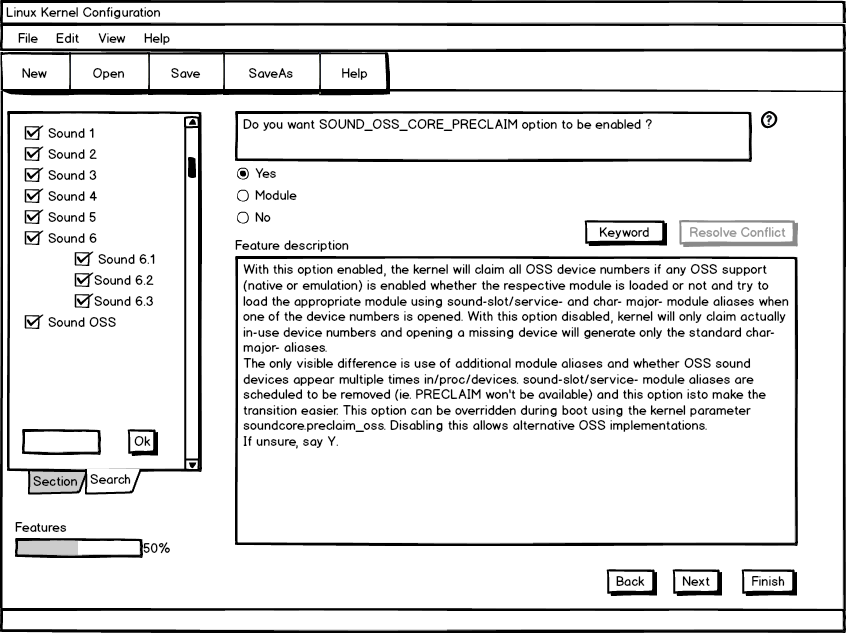 Linux Kernel Configuration
File Edit View Help
New Open Save SaveAs Help
Sound 1
Sound 2
Sound 3
Sound 4
Sound 5
Sound 6
Sound 6.1
Sound 6.2
Sound 6.3
Sound OSS
Ok
Section Search
Features
50%
Do you want SOUND_OSS_CORE_PRECLAIM option to be enabled ?
?
Yes
Module
No
Keyword Resolve Conflict
Feature description
With this option enabled, the kernel will claim all OSS device numbers if any OSS support
(native or emulation) is enabled whether the respective module is loaded or not and try to
load the appropriate module using sound-slot/service- and char- major- module aliases when
one of the device numbers is opened. With this option disabled, kernel will only claim actually
in-use device numbers and opening a missing device will generate only the standard char-
major- aliases.
The only visible difference is use of additional module aliases and whether OSS sound
devices appear multiple times in/proc/devices. sound-slot/service- module aliases are
scheduled to be removed (ie. PRECLAIM won't be available) and this option isto make the
transition easier. This option can be overridden during boot using the kernel parameter
soundcore.preclaim_oss. Disabling this allows alternative OSS implementations.
If unsure, say Y.
Back Next Finish